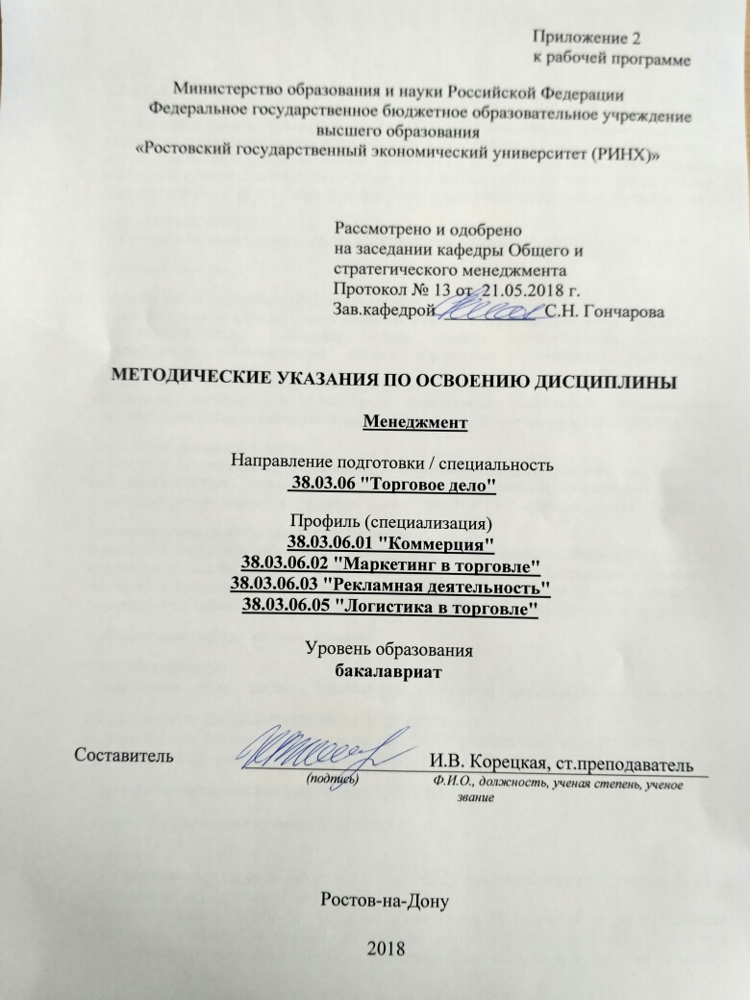 Приложение 2
к рабочей программе
Министерство образования и науки Российской Федерации
Федеральное государственное бюджетное образовательное учреждение
высшего образования
«Ростовский государственный экономический университет (РИНХ)»
Рассмотрено и одобрено
на заседании кафедры Общего и
стратегического менеджмента
Протокол № 13 от 21.05.2018 г.
Зав.кафедрой С.Н. Гончарова
МЕТОДИЧЕСКИЕ УКАЗАНИЯ ПО ОСВОЕНИЮ ДИСЦИПЛИНЫ
Менеджмент
Направление подготовки / специальность
38.03.06 "Торговое дело"
Профиль (специализация)
38.03.06.01 "Коммерция"
38.03.06.02 "Маркетинг в торговле"
38.03.06.03 "Рекламная деятельность"
38.03.06.05 "Логистика в торговле"
Уровень образования
бакалавриат
Составитель И.В. Корецкая, ст.преподаватель
(подпись) Ф.И.О., должность, ученая степень, ученое
звание
Ростов-на-Дону
2018